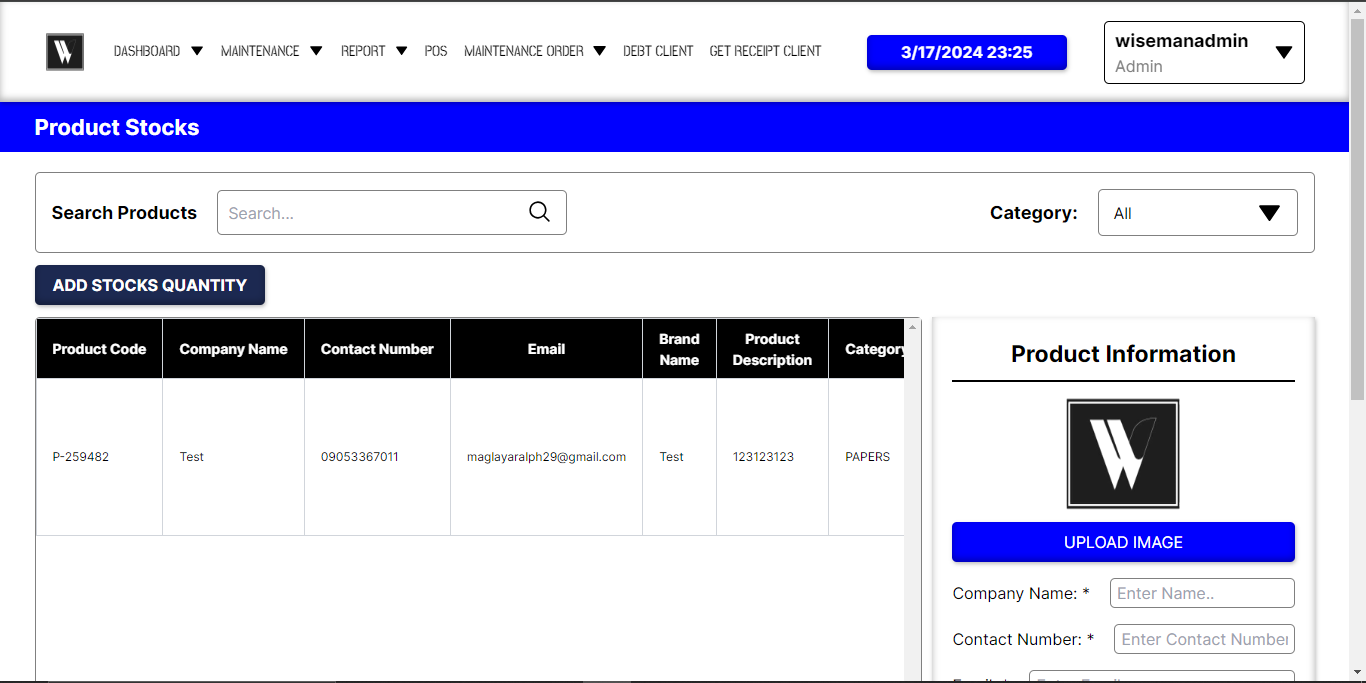 W DASHBOARD MAINTENANCE REPORT POS MAINTENANCE ORDER DEBT CLIENT GET RECEIPT CLIENT 3/17/2024 23:25 wisemanadmin
Admin
Product Stocks
Search Products Search... Category: All
ADD STOCKS QUANTITY
Product Code Company Name Contact Number Email Brand Name Product Description Category
P-259482 Test 09053367011 maglayaralph29@gmail.com Test 123123123 PAPERS
Product Information
W
UPLOAD IMAGE
Company Name: * Enter Name..
Contact Number: * Enter Contact Number